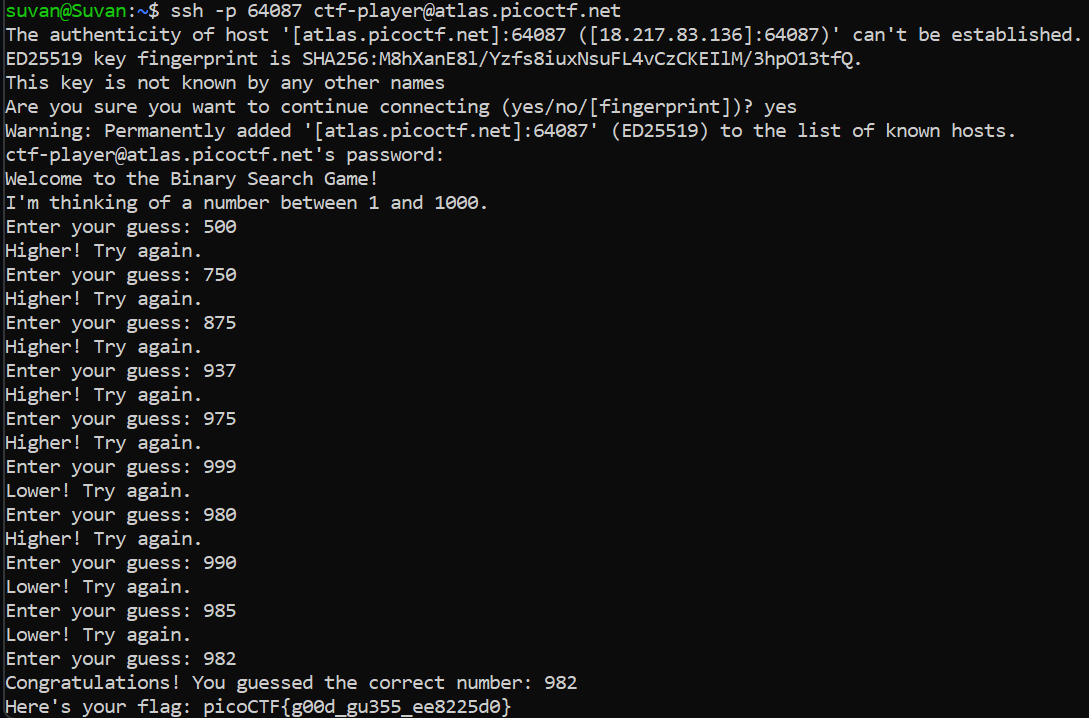 suvan@Suvan:~$ ssh -p 64087 ctf-player@atlas.picoctf.net
The authenticity of host '[atlas.picoctf.net]:64087 ([18.217.83.136]:64087)' can't be established.
ED25519 key fingerprint is SHA256:M8hXanE8l/Yzfs8iuxNsuFL4vCzCKEIlM/3hpO13tfQ.
This key is not known by any other names
Are you sure you want to continue connecting (yes/no/[fingerprint])? yes
Warning: Permanently added '[atlas.picoctf.net]:64087' (ED25519) to the list of known hosts.
ctf-player@atlas.picoctf.net's password:
Welcome to the Binary Search Game!
I'm thinking of a number between 1 and 1000.
Enter your guess: 500
Higher! Try again.
Enter your guess: 750
Higher! Try again.
Enter your guess: 875
Higher! Try again.
Enter your guess: 937
Higher! Try again.
Enter your guess: 975
Higher! Try again.
Enter your guess: 999
Lower! Try again.
Enter your guess: 980
Higher! Try again.
Enter your guess: 990
Lower! Try again.
Enter your guess: 985
Lower! Try again.
Enter your guess: 982
Congratulations! You guessed the correct number: 982
Here's your flag: picoCTF{g00d_gu355_ee8225d0}